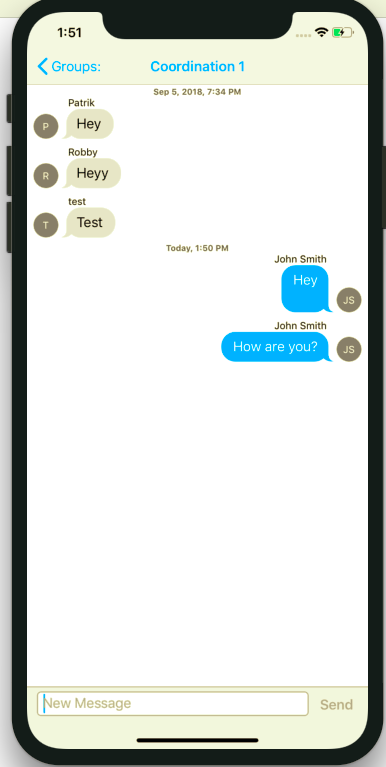 1:51
Groups:
Coordination 1
Sep 5, 2018, 7:34 PM
Patrik
P
Hey
Robby
R
Heyy
test
T
Test
Today, 1:50 PM
John Smith
Hey
JS
John Smith
How are you?
JS
New Message
Send